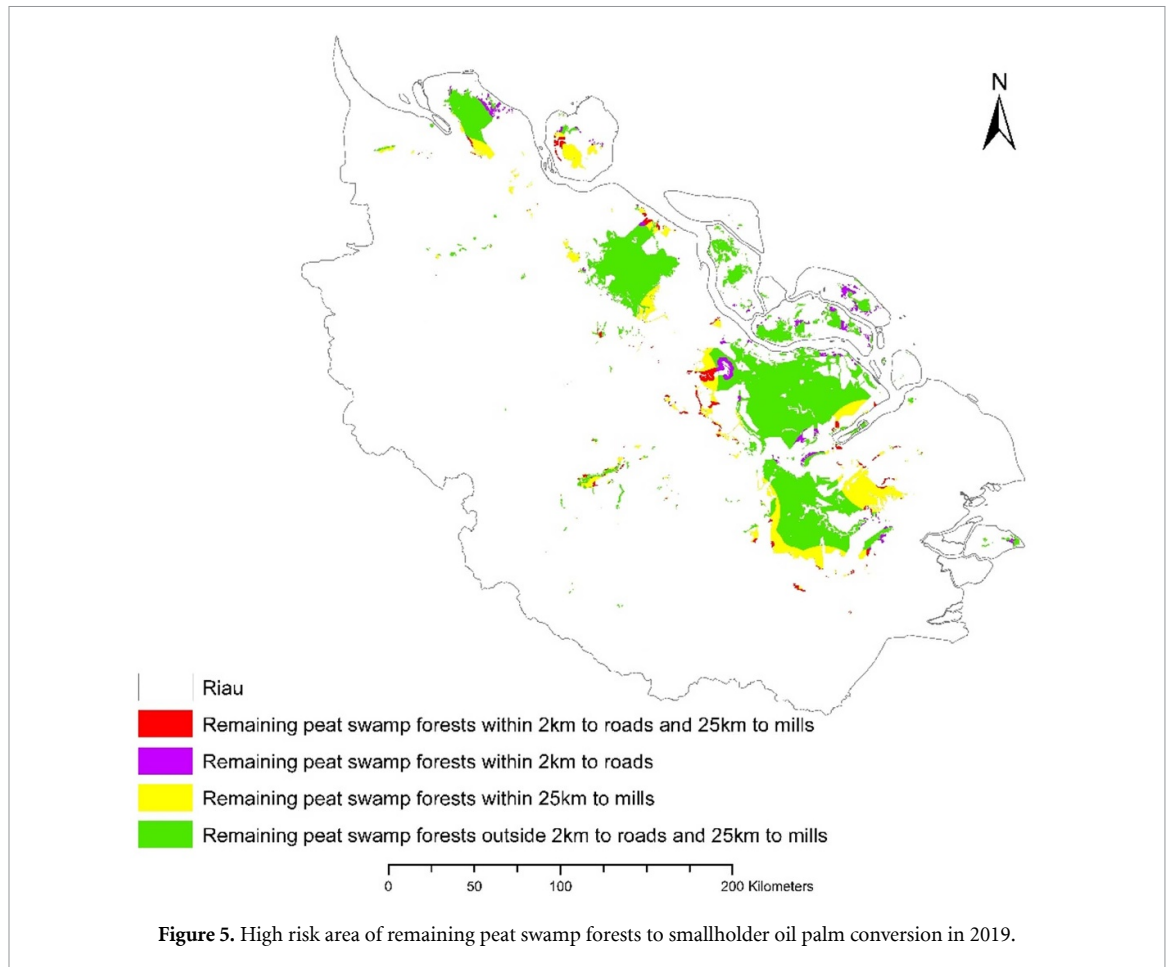 N
Riau
Remaining peat swamp forests within 2km to roads and 25km to mills
Remaining peat swamp forests within 2km to roads
Remaining peat swamp forests within 25km to mills
Remaining peat swamp forests outside 2km to roads and 25km to mills
0 50 100 200 Kilometers
Figure 5. High risk area of remaining peat swamp forests to smallholder oil palm conversion in 2019.